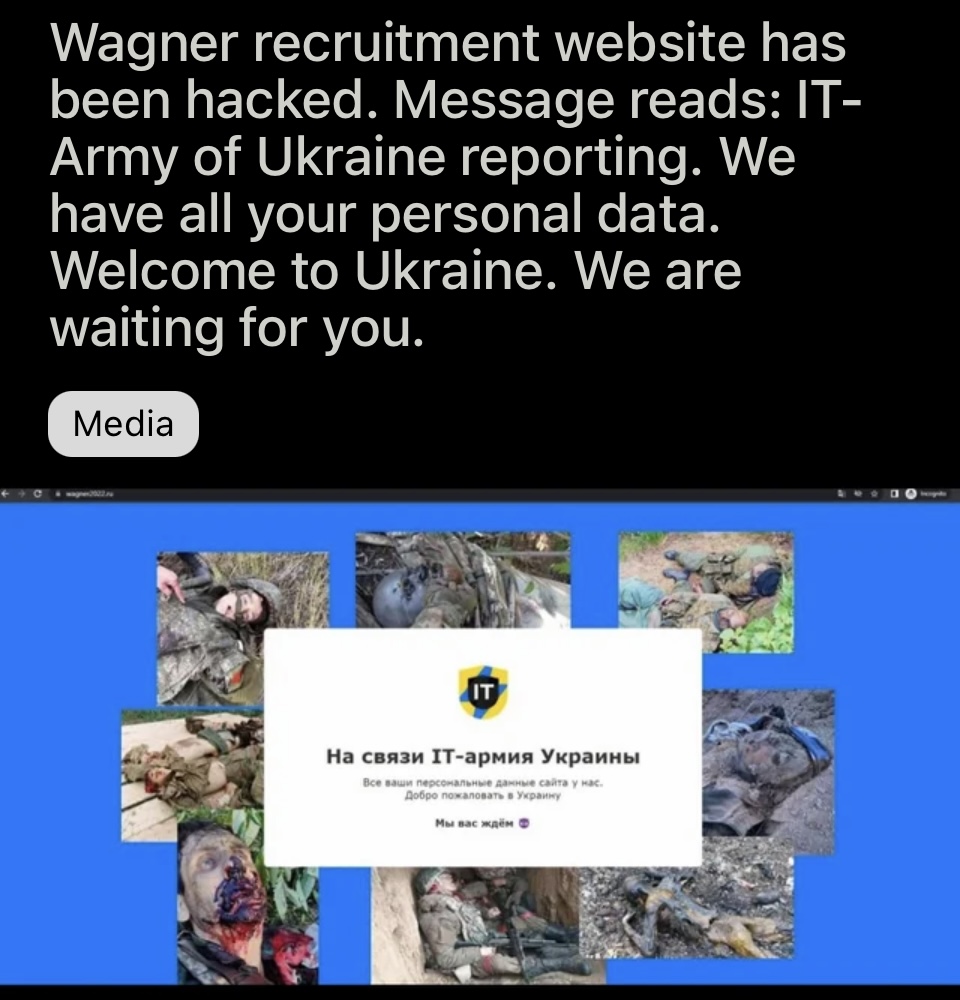 Wagner recruitment website has
been hacked. Message reads: IT-
Army of Ukraine reporting. We
have all your personal data.
Welcome to Ukraine. We are
waiting for you.
Media
wagner2022.ru
Incognito
IT
На связи IT-армия Украины
Все ваши персональные данные сайта у нас.
Добро пожаловать в Украину
Мы вас ждём